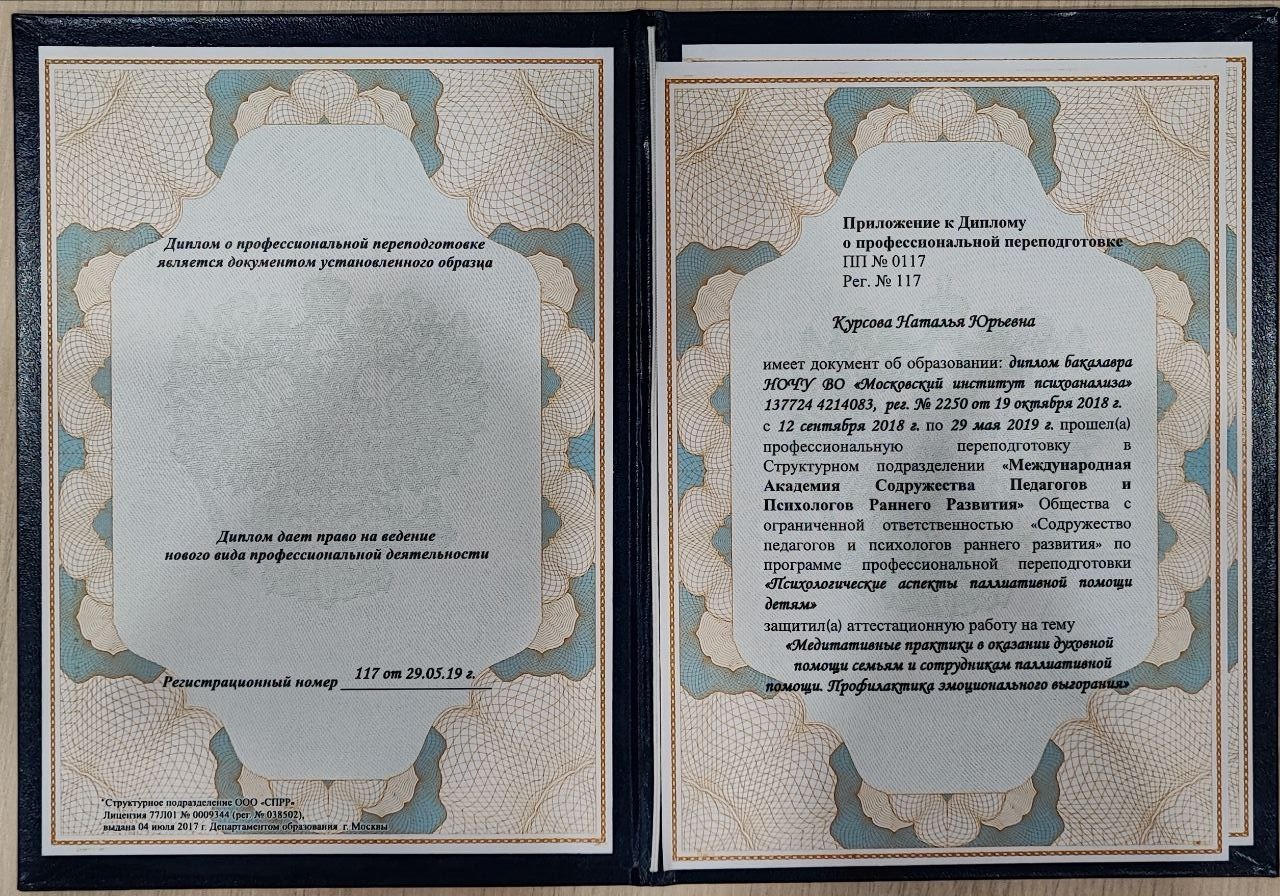 Диплом о профессиональной переподготовке
является документом установленного образца
Диплом дает право на ведение
нового вида профессиональной деятельности
Регистрационный номер 117 от 29.05.19 г.
*Структурное подразделение ООО «СПРР»
Лицензия 77Л01 № 0009344 (рег. № 038502),
выдана 04 июля 2017 г. Департаментом образования г. Москвы
Приложение к Диплому
о профессиональной переподготовке
ПП № 0117
Рег. № 117
Курсова Наталья Юрьевна
имеет документ об образовании: диплом бакалавра
НОЧУ ВО «Московский институт психоанализа»
137724 4214083, рег. № 2250 от 19 октября 2018 г.
с 12 сентября 2018 г. по 29 мая 2019 г. прошел(а)
профессиональную переподготовку в
Структурном подразделении «Международная
Академия Содружества Педагогов и
Психологов Раннего Развития» Общества с
ограниченной ответственностью «Содружество
педагогов и психологов раннего развития» по
программе профессиональной переподготовки
«Психологические аспекты паллиативной помощи
детям»
защитил(а) аттестационную работу на тему
«Медитативные практики в оказании духовной
помощи семьям и сотрудникам паллиативной
помощи. Профилактика эмоционального выгорания»